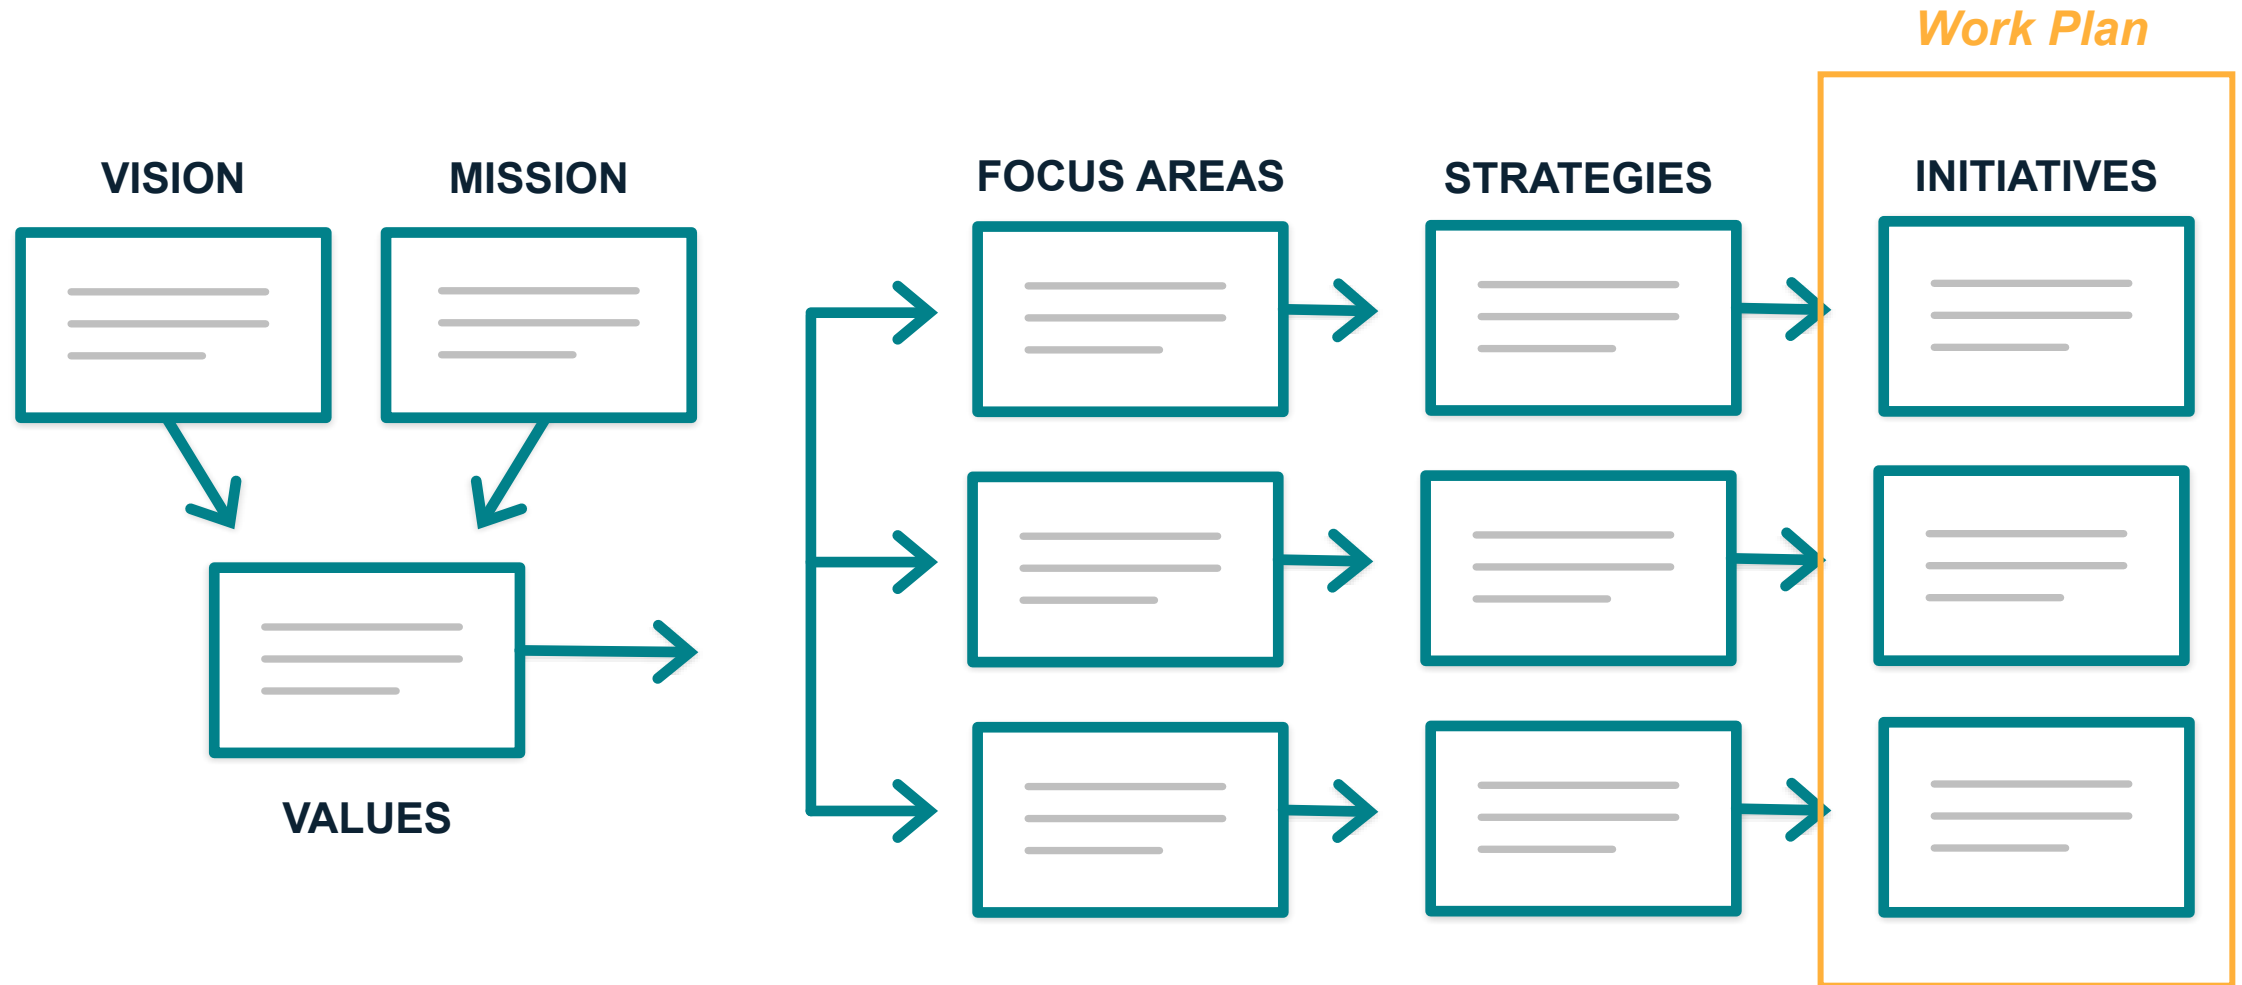 Work Plan
VISION
MISSION
FOCUS AREAS
STRATEGIES
INITIATIVES
VALUES